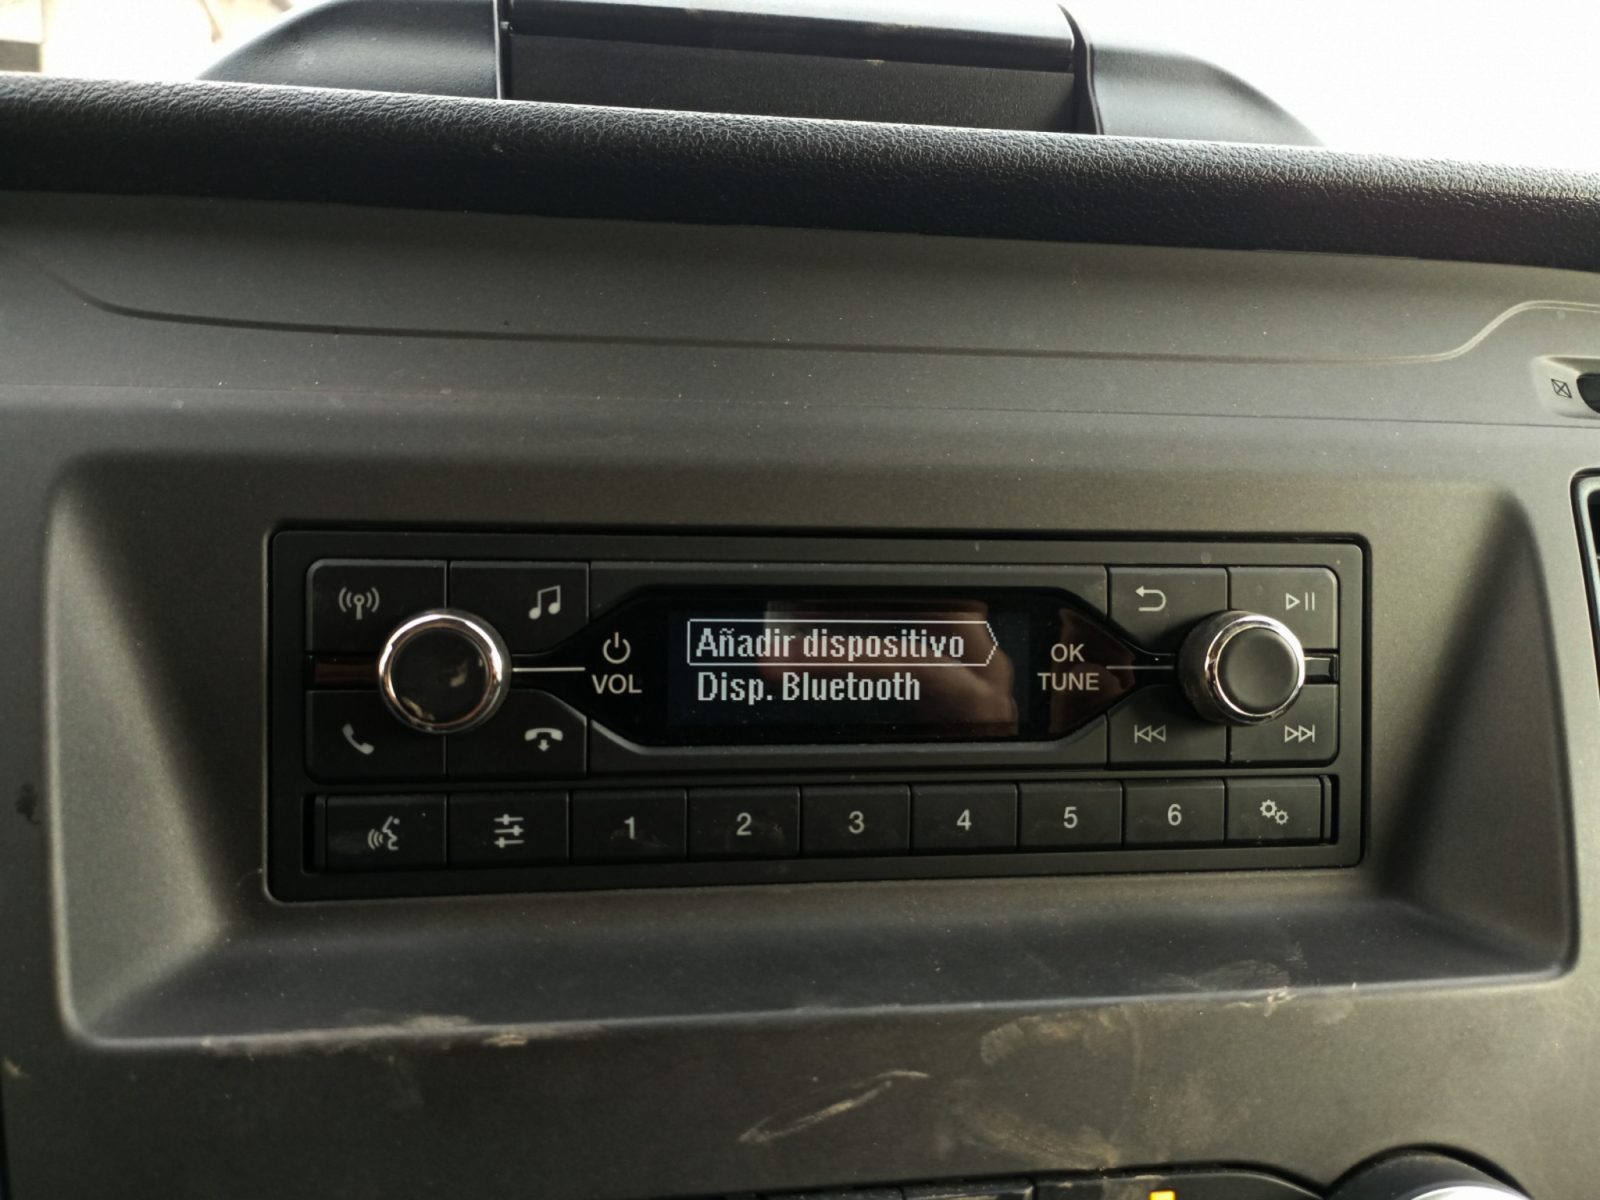 Añadir dispositivo
Disp. Bluetooth
VOL
OK
TUNE
1 2 3 4 5 6